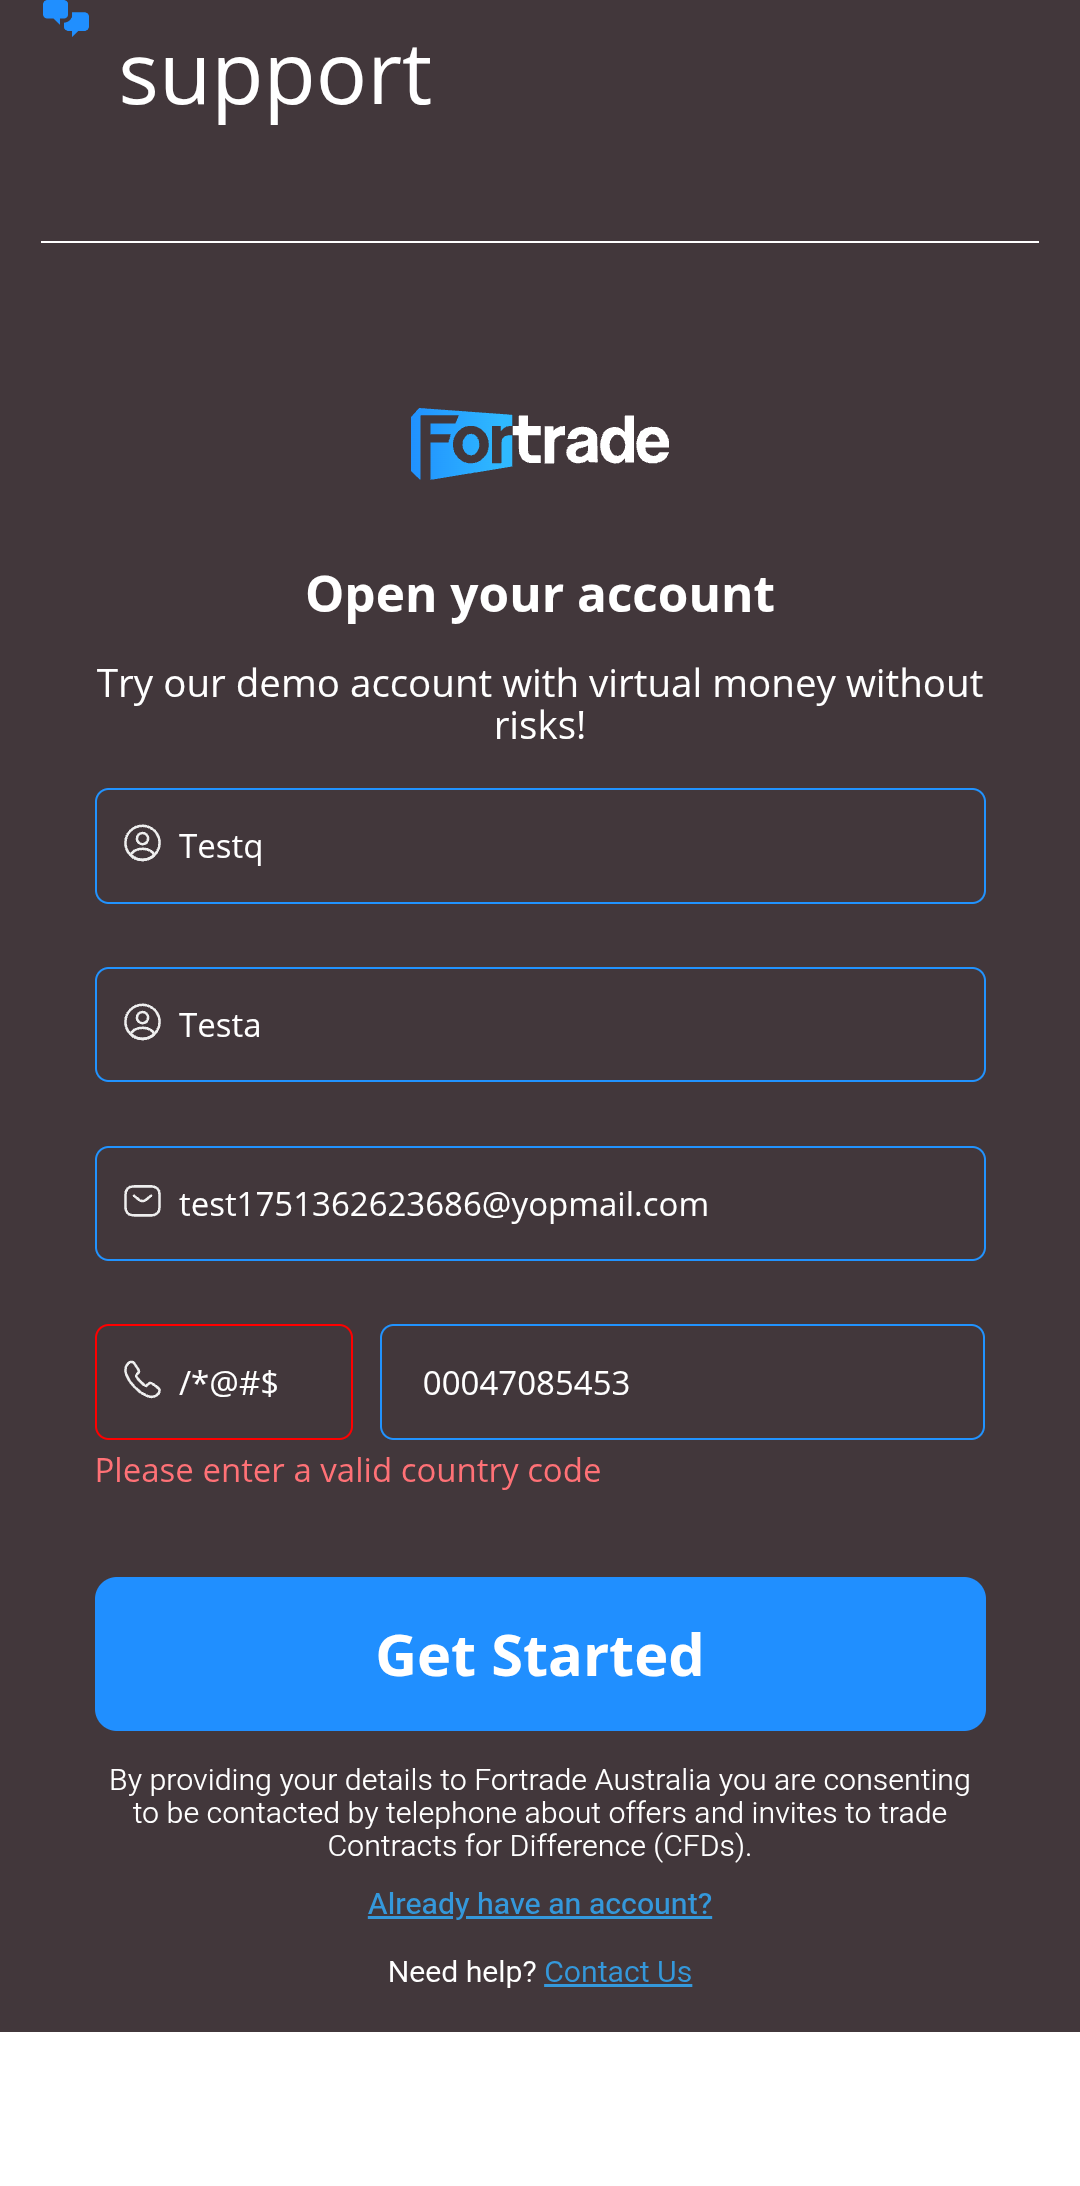 support
Fortrade
Open your account
Try our demo account with virtual money without
risks!
Testq
Testa
test1751362623686@yopmail.com
/*@#$ 00047085453
Please enter a valid country code
Get Started
By providing your details to Fortrade Australia you are consenting
to be contacted by telephone about offers and invites to trade
Contracts for Difference (CFDs).
Already have an account?
Need help? Contact Us